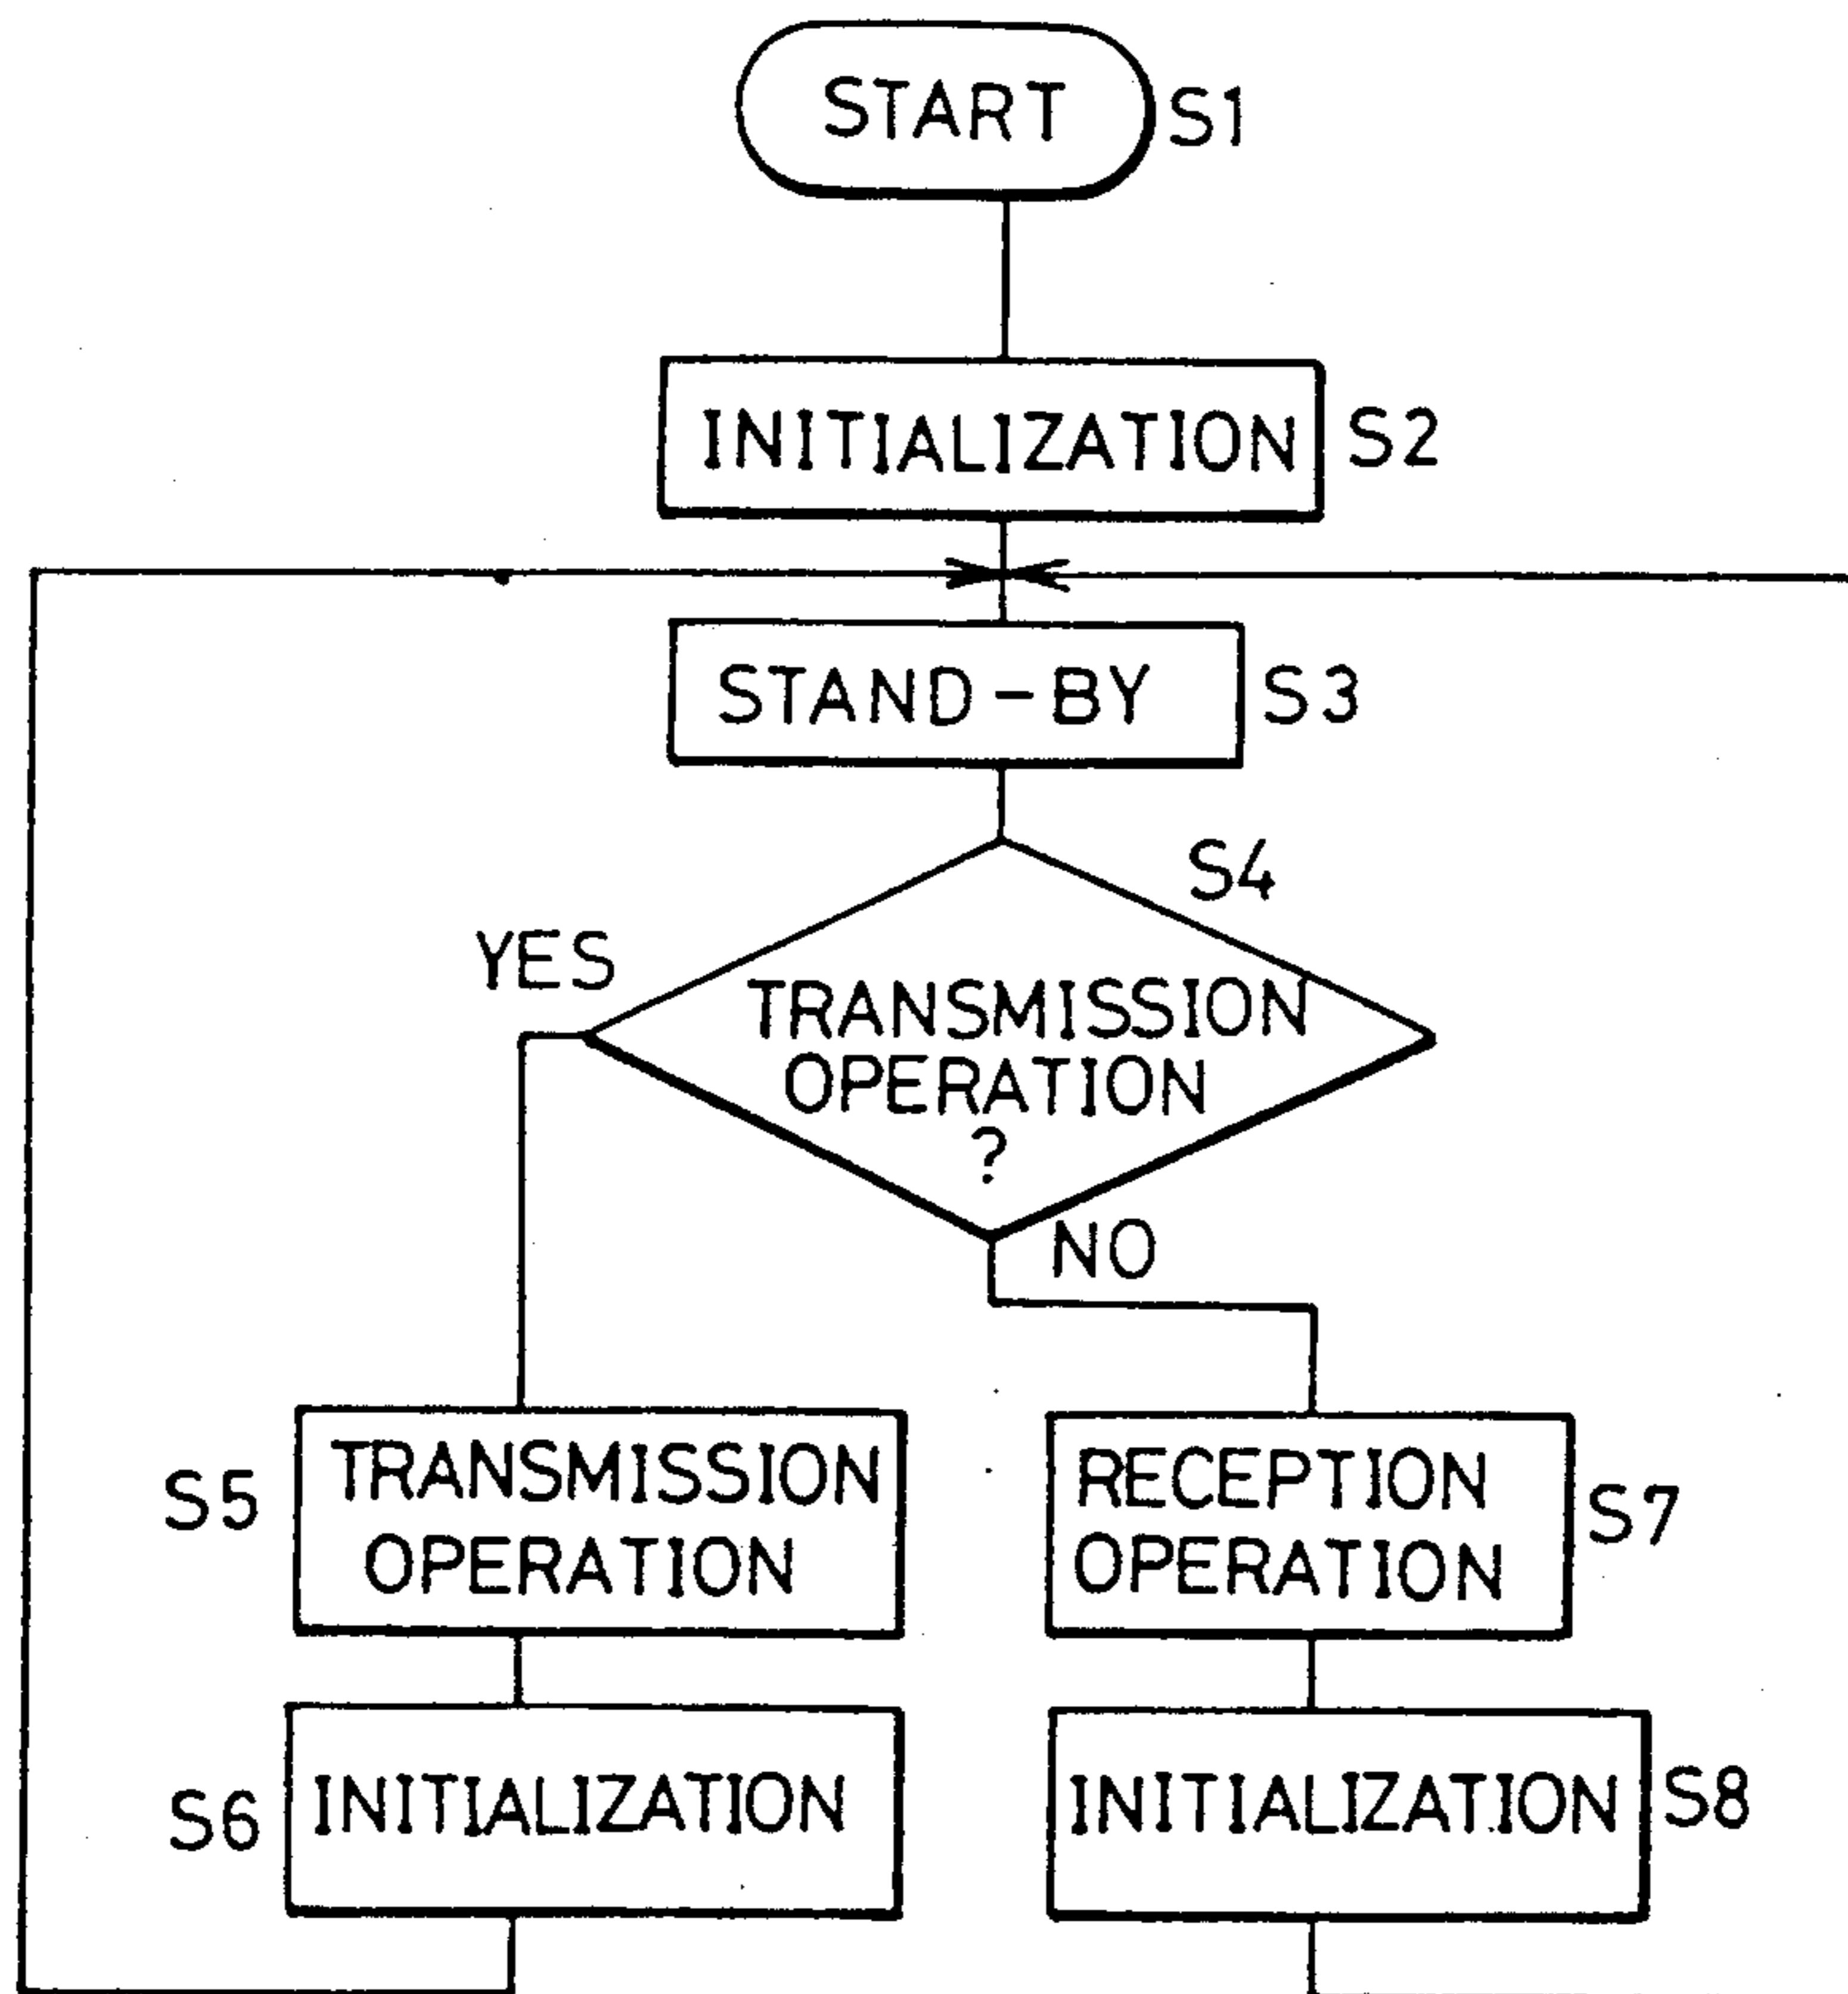 START S1
INITIALIZATION S2
STAND-BY S3
S4
YES
TRANSMISSION
OPERATION
?
NO
S5
TRANSMISSION
OPERATION
RECEPTION
OPERATION
S7
S6 INITIALIZATION
INITIALIZATION S8